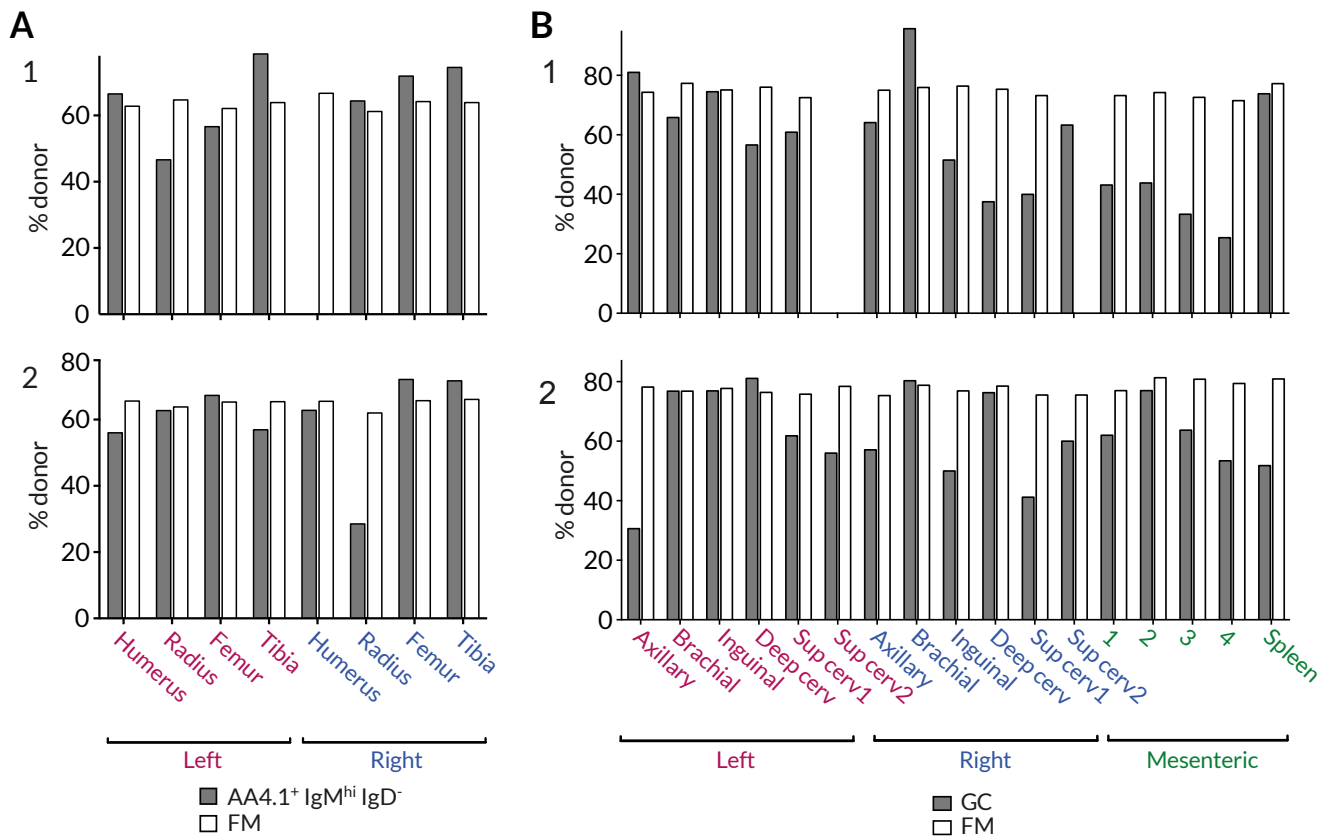 A
1
% donor
60
40
20
0
2
% donor
80
60
40
20
0
Humerus
Radius
Femur
Tibia
Humerus
Radius
Femur
Tibia
Left
Right
AA4.1+ IgMhi IgD-
FM
B
1
% donor
80
60
40
20
0
2
% donor
80
60
40
20
0
Axillary
Brachial
Inguinal
Deep cerv
Sup cerv1
Sup cerv2
Axillary
Brachial
Inguinal
Deep cerv
Sup cerv1
Sup cerv2
1
2
3
4
Spleen
Left
Right
Mesenteric
GC
FM